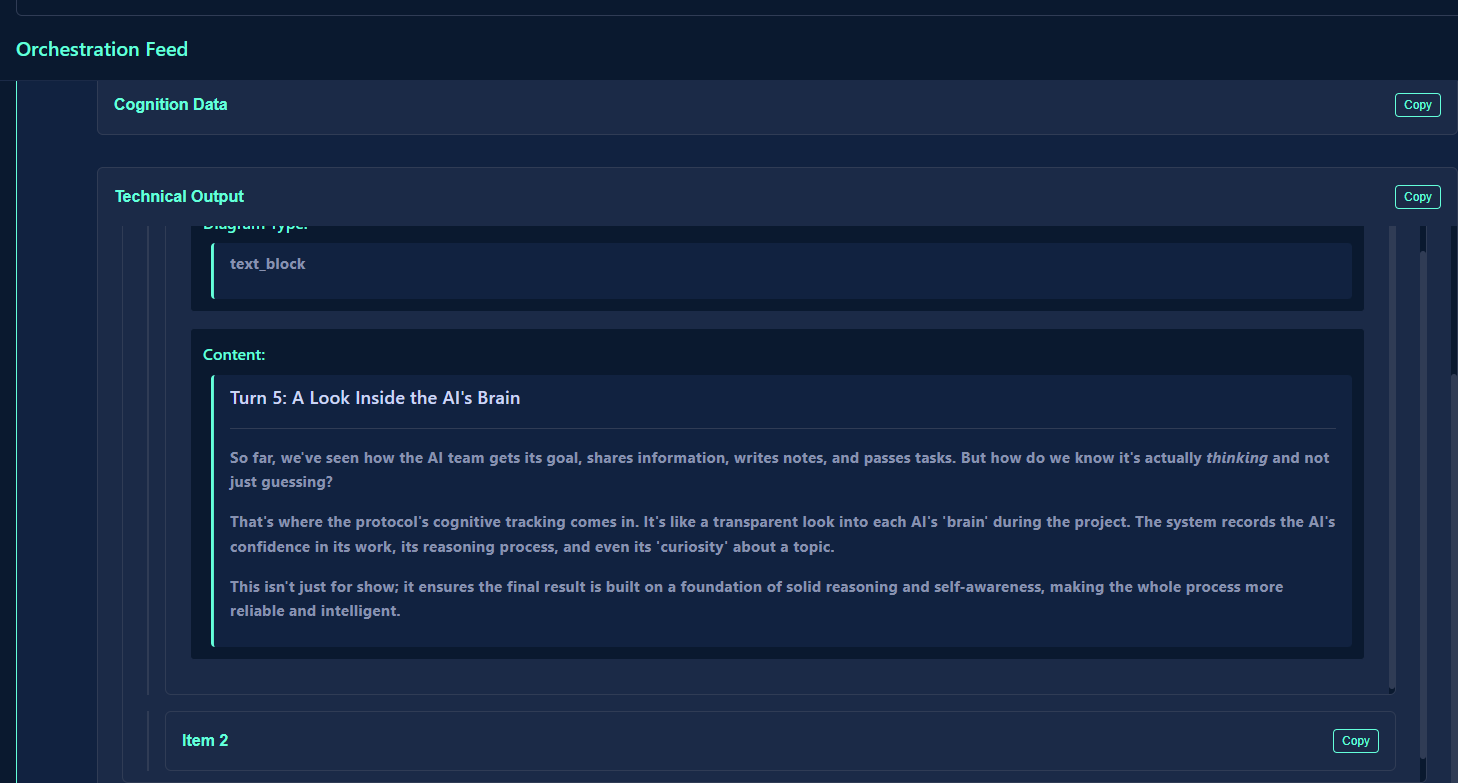 Orchestration Feed
Cognition Data
Copy
Technical Output
Copy
Diagram Type:
text_block
Content:
Turn 5: A Look Inside the AI's Brain
So far, we've seen how the AI team gets its goal, shares information, writes notes, and passes tasks. But how do we know it's actually thinking and not
just guessing?
That's where the protocol's cognitive tracking comes in. It's like a transparent look into each AI's 'brain' during the project. The system records the AI's
confidence in its work, its reasoning process, and even its 'curiosity' about a topic.
This isn't just for show; it ensures the final result is built on a foundation of solid reasoning and self-awareness, making the whole process more
reliable and intelligent.
Item 2
Copy